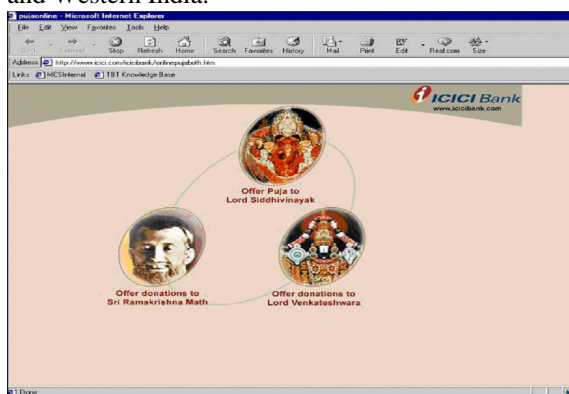 and Western India.
pujaonline - Microsoft Internet Explorer
File Edit View Favorites Tools Help
Back Forward Stop Refresh Home Search Favorites History Mail Print Edit Real.com Size
Address http://www.icici.com/icicibank/onlinepujaboth.htm
Links MCSInternal TBT Knowledge Base
ICICI Bank
www.icicibank.com
Offer Puja to
Lord Siddhivinayak
Offer donations to
Sri Ramakrishna Math
Offer donations to
Lord Venkateshwara
Done